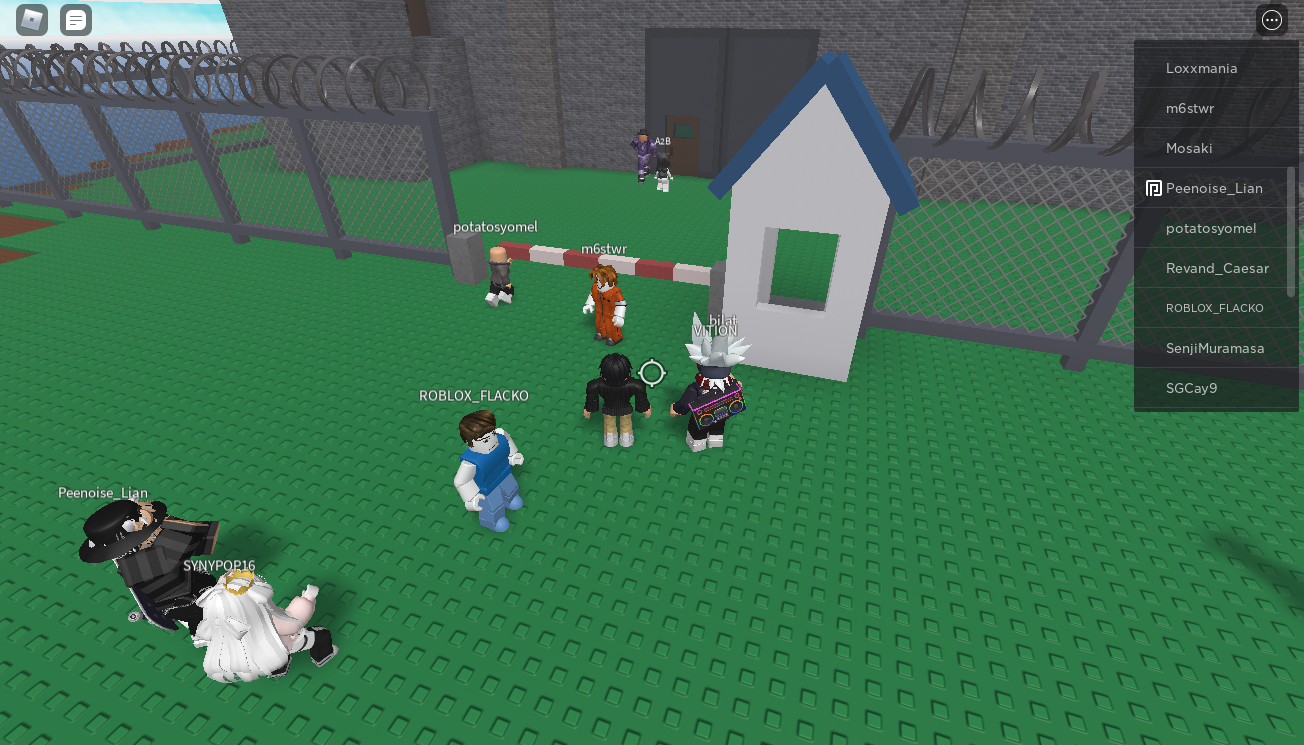 Loxxmania
m6stwr
Mosaki
Peenoise_Lian
potatosyomel
Revand_Caesar
ROBLOX_FLACKO
SenjiMuramasa
SGCay9
A2B
potatosyomel
m6stwr
bilat
VITION
ROBLOX_FLACKO
Peenoise_Lian
SYNYPOP16